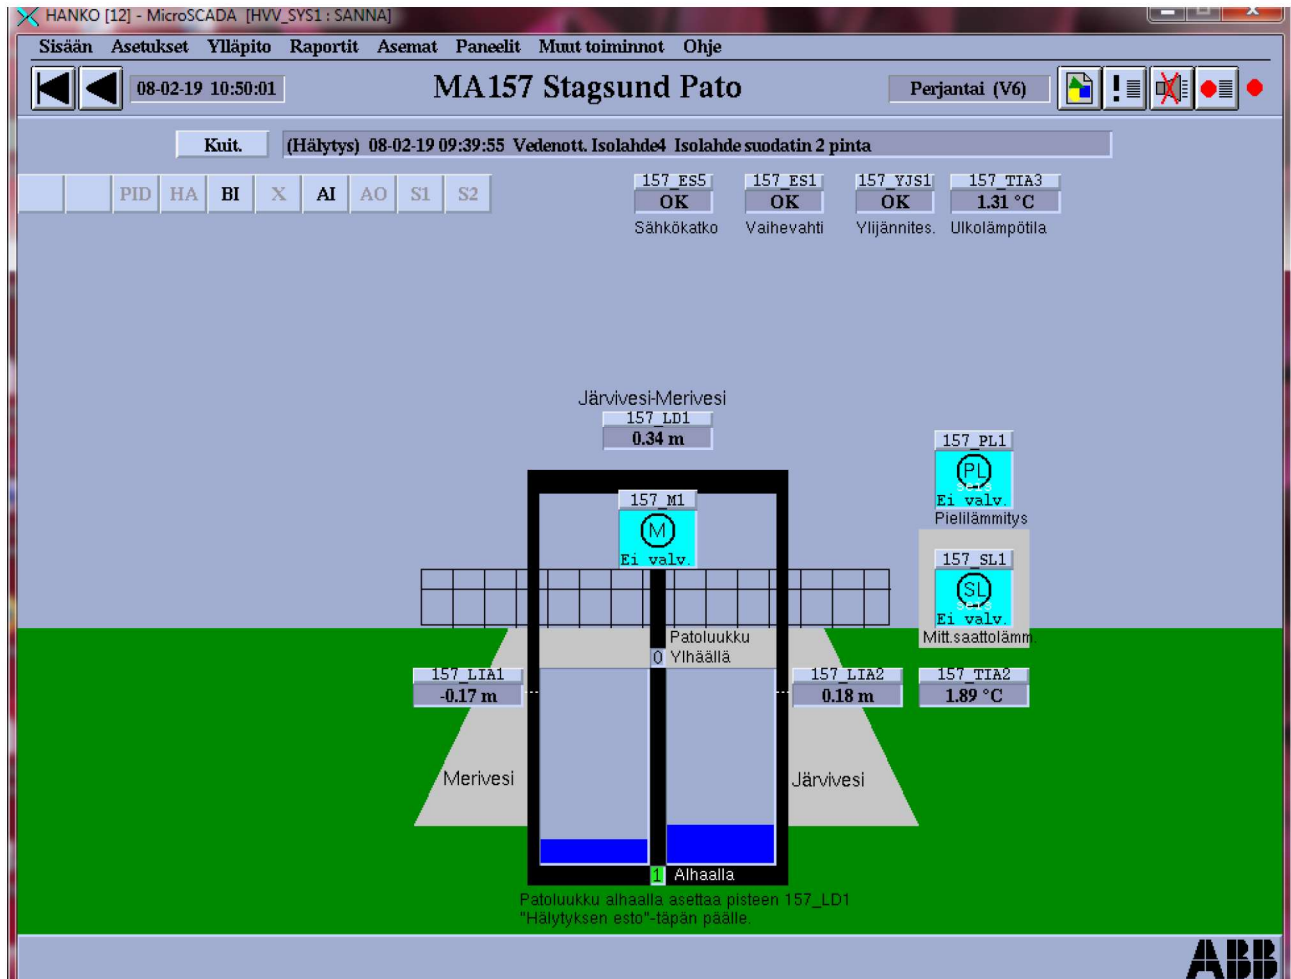 HANKO [12] - MicroSCADA [HVV_SYS1 : SANNA]
Sisään Asetukset Ylläpito Raportit Asemat Paneelit Muut toiminnot Ohje
08-02-19 10:50:01 MA157 Stagsund Pato Perjantai (V6)
Kuit. (Hälytys) 08-02-19 09:39:55 Vedenott. Isolahde4 Isolahde suodatin 2 pinta
PID HA BI X AI AO S1 S2
157_ES5 157_ES1 157_YJS1 157_TIA3
OK OK OK 1.31 °C
Sähkökatko Vaihevahti Ylijännites. Ulkolämpötila
Järvivesi-Merivesi
157_LD1
0.34 m
157_PL1
PL
seis
Ei valv.
Pielilämmitys
157_M1
M
Ei valv.
157_SL1
SL
seis
Ei valv.
Mitt.saattolämm.
Patoluukku
0 Ylhäällä
157_LIA1 157_LIA2 157_TIA2
-0.17 m 0.18 m 1.89 °C
Merivesi Järvivesi
1 Alhaalla
Patoluukku alhaalla asettaa pisteen 157_LD1
"Hälytyksen esto"-täpän päälle.
ABB